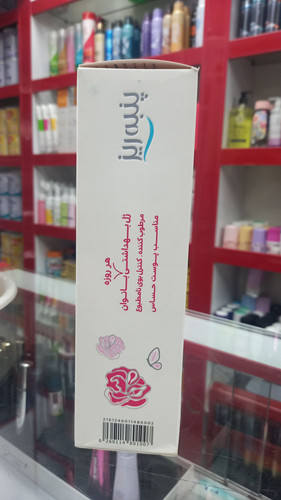 پنبه ریز
ژل بهداشتی بانوان
هر روزه
مرطوب کننده، کنترل بوی نامطبوع
مناسب پوست حساس